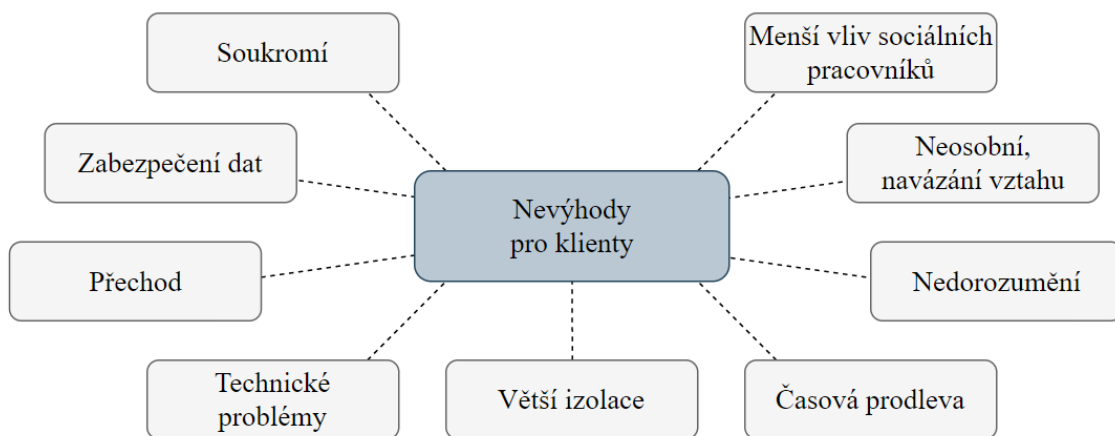 Soukromí
Menší vliv sociálních
pracovníků
Zabezpečení dat
Neosobní,
navázání vztahu
Nevýhody
pro klienty
Přechod
Nedorozumění
Technické
problémy
Větší izolace
Časová prodleva